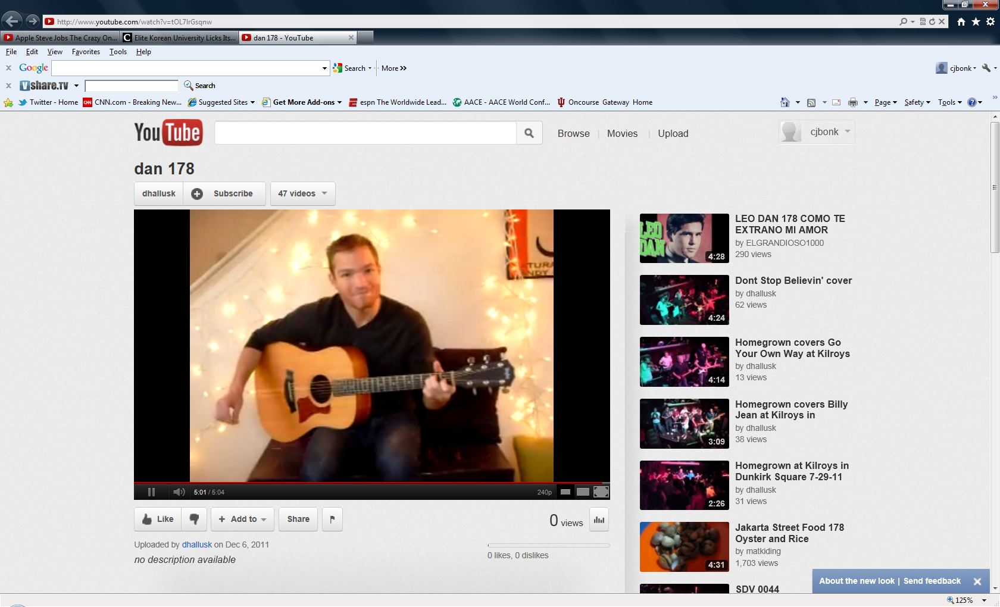 http://www.youtube.com/watch?v=tOL7IrGsqnw
Apple Steve Jobs The Crazy On...
Elite Korean University Licks Its...
dan 178 - YouTube
File Edit View Favorites Tools Help
Google Search More »
cjbonk
Vshare.TV Search
Twitter - Home CNN.com - Breaking New... Suggested Sites Get More Add-ons espn The Worldwide Lead... AACE - AACE World Conf... Oncourse Gateway Home
Page Safety Tools
YouTube
Browse | Movies | Upload
cjbonk
dan 178
dhallusk Subscribe 47 videos
5:01 / 5:04
240p
Like Add to Share
0 views
Uploaded by dhallusk on Dec 6, 2011
no description available
0 likes, 0 dislikes
LEO DAN
4:28
LEO DAN 178 COMO TE
EXTRANO MI AMOR
by ELGRANDIOSO1000
290 views
4:24
Dont Stop Believin' cover
by dhallusk
62 views
4:14
Homegrown covers Go
Your Own Way at Kilroys
by dhallusk
13 views
3:09
Homegrown covers Billy
Jean at Kilroys in
by dhallusk
38 views
2:26
Homegrown at Kilroys in
Dunkirk Square 7-29-11
by dhallusk
31 views
4:31
Jakarta Street Food 178
Oyster and Rice
by matkiding
1,703 views
SDV 0044
About the new look | Send feedback
125%